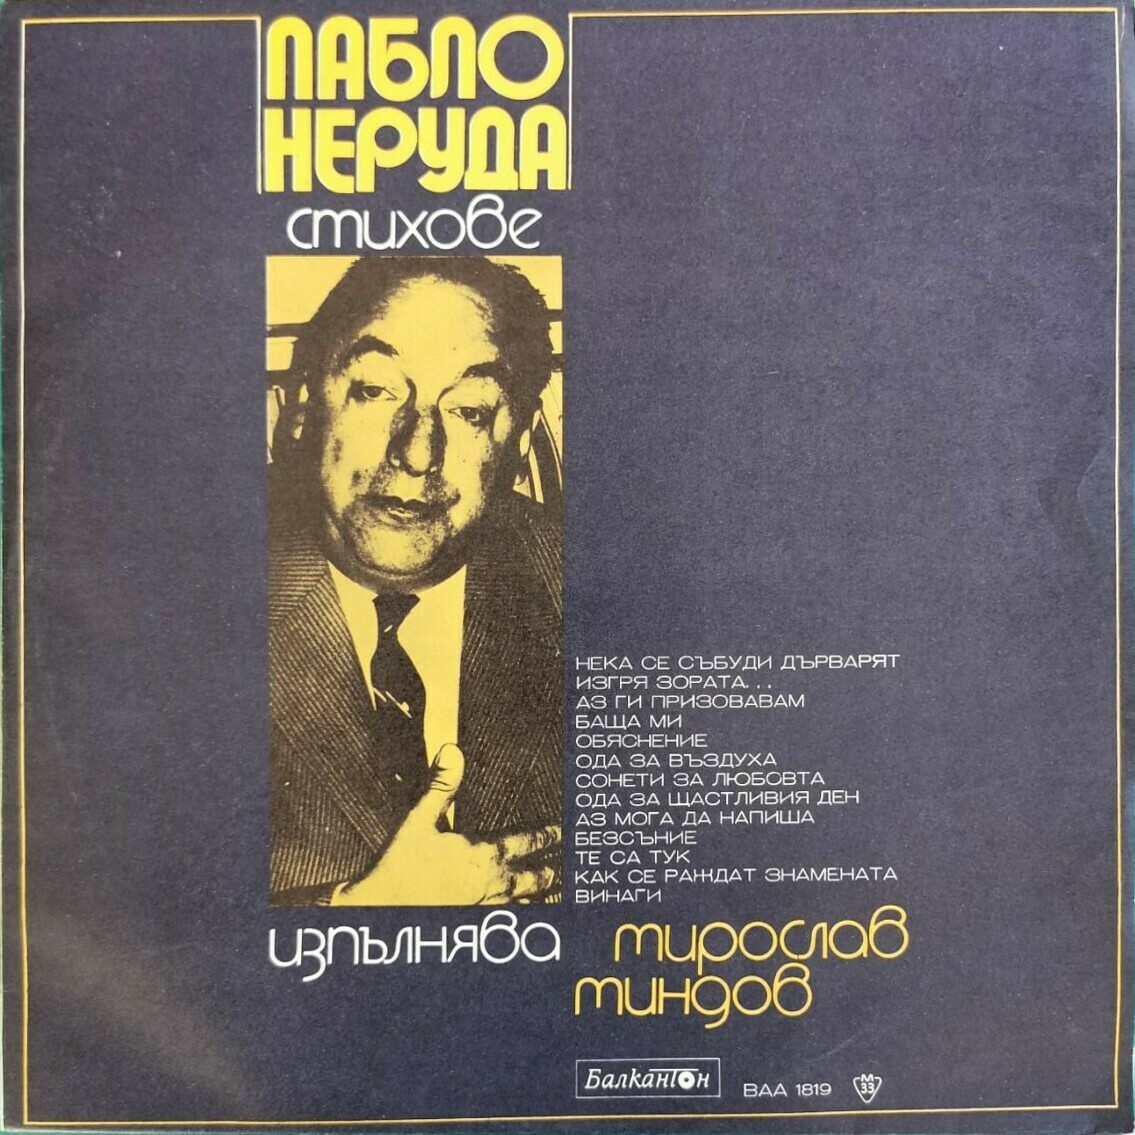 ПАБЛО
НЕРУДА
стихове
НЕКА СЕ СЪБУДИ ДЪРВАРЯТ
ИЗГРЯ ЗОРАТА...
АЗ ГИ ПРИЗОВАВАМ
БАЩА МИ
ОБЯСНЕНИЕ
ОДА ЗА ВЪЗДУХА
СОНЕТИ ЗА ЛЮБОВТА
ОДА ЗА ЩАСТЛИВИЯ ДЕН
АЗ МОГА ДА НАПИША
БЕЗСЪНИЕ
ТЕ СА ТУК
КАК СЕ РАЖДАТ ЗНАМЕНАТА
ВИНАГИ
изпълнява мирослав
миндов
Балкантон ВАА 1819 М 33